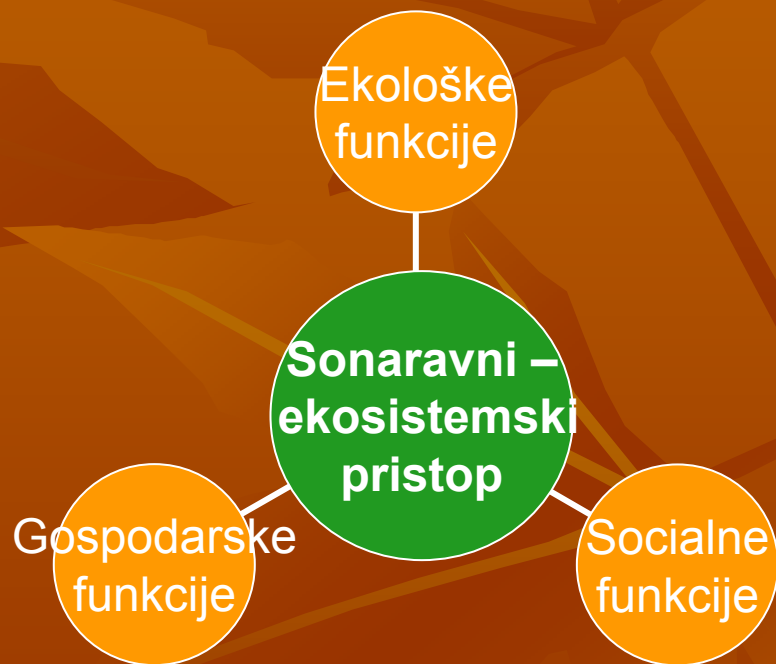 Ekološke
funkcije
Sonaravni –
ekosistemski
pristop
Gospodarske
funkcije
Socialne
funkcije